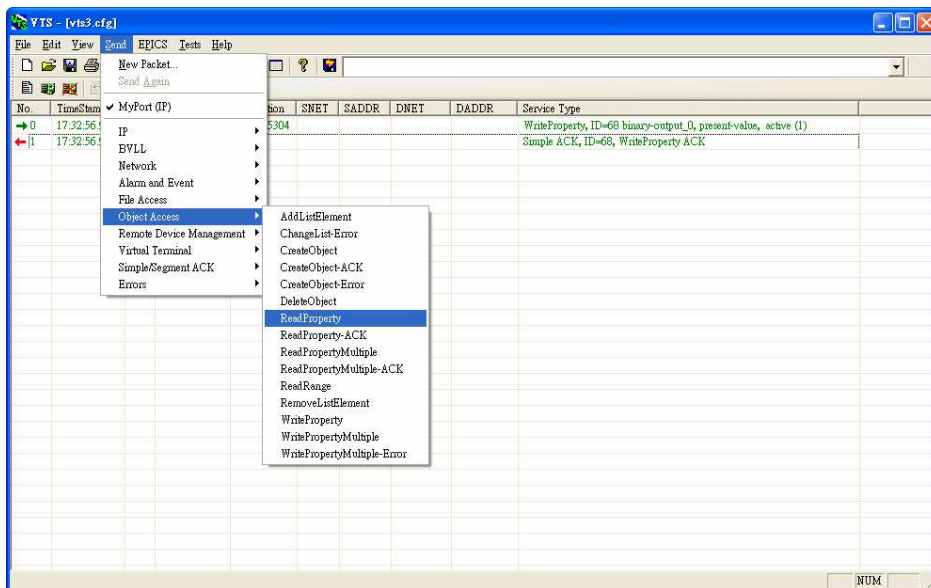 VTS - [vts3.cfg]
File Edit View Send EPICS Tests Help
New Packet...
Send Again
No. TimeStam tion SNET SADDR DNET DADDR Service Type
MyPort (IP)
0 17:32:56. 5304 WriteProperty, ID=68 binary-output_0, present-value, active (1)
1 17:32:56. Simple ACK, ID=68, WriteProperty ACK
IP
BVLL
Network
Alarm and Event
File Access
Object Access
Remote Device Management
Virtual Terminal
Simple/Segment ACK
Errors
AddListElement
ChangeList-Error
CreateObject
CreateObject-ACK
CreateObject-Error
DeleteObject
ReadProperty
ReadProperty-ACK
ReadPropertyMultiple
ReadPropertyMultiple-ACK
ReadRange
RemoveListElement
WriteProperty
WritePropertyMultiple
WritePropertyMultiple-Error
NUM